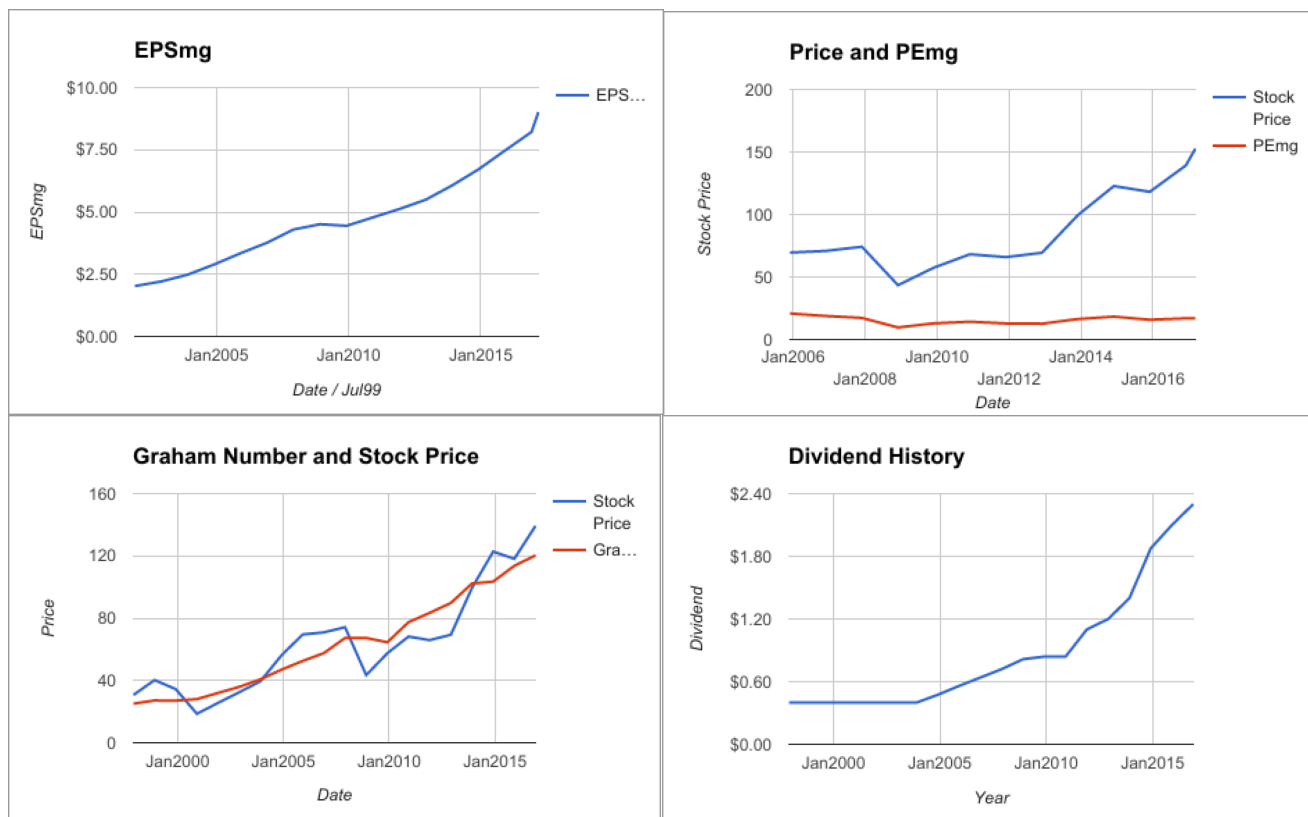 EPSmg
$10.00
$7.50
$5.00
$2.50
$0.00
EPSmg
Jan2005
Jan2010
Jan2015
Date / Jul99
EPS…
Price and PEmg
200
150
100
50
0
Stock Price
Jan2006
Jan2008
Jan2010
Jan2012
Jan2014
Jan2016
Date
Stock
Price
PEmg
Graham Number and Stock Price
160
120
80
40
0
Price
Jan2000
Jan2005
Jan2010
Jan2015
Date
Stock
Price
Gra…
Dividend History
$2.40
$1.80
$1.20
$0.60
$0.00
Dividend
Jan2000
Jan2005
Jan2010
Jan2015
Year